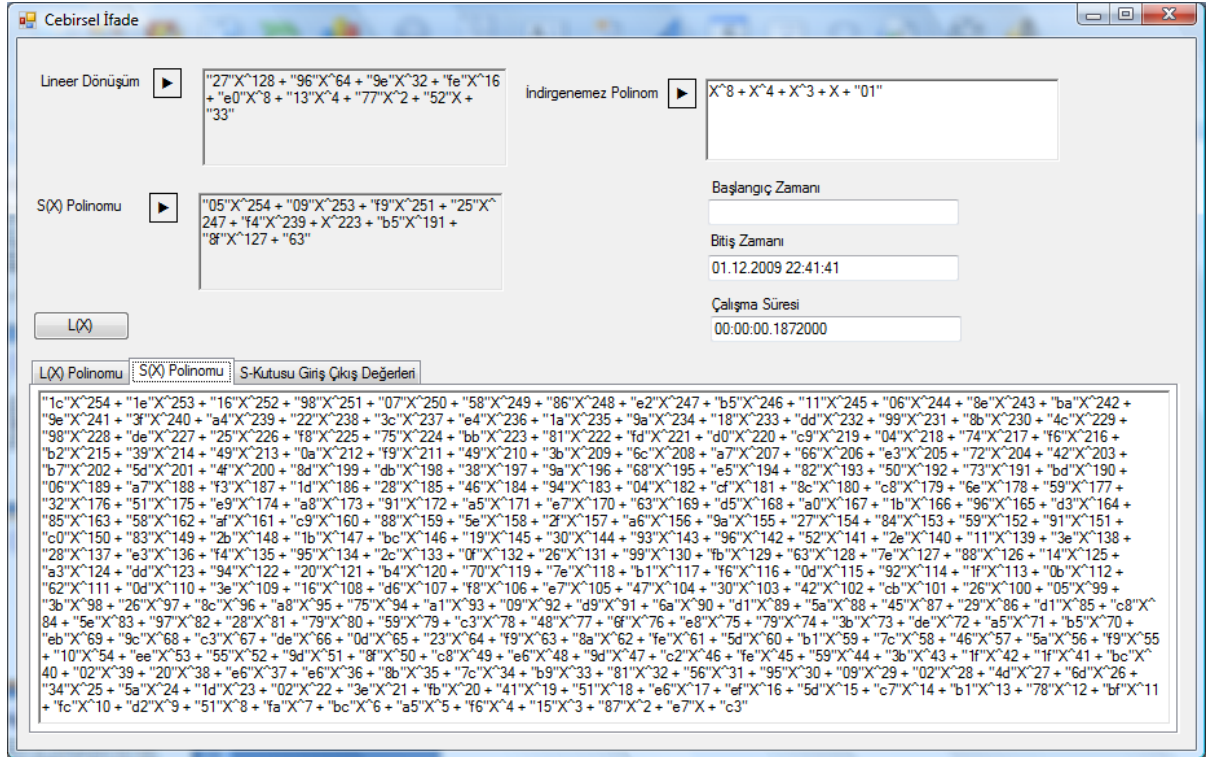 Cebirsel İfade
Lineer Dönüşüm
"27"X^128 + "96"X^64 + "9e"X^32 + "fe"X^16
+ "e0"X^8 + "13"X^4 + "77"X^2 + "52"X +
"33"
İndirgenemez Polinom
X^8 + X^4 + X^3 + X + "01"
S(X) Polinomu
"05"X^254 + "09"X^253 + "f9"X^251 + "25"X^
247 + "f4"X^239 + X^223 + "b5"X^191 +
"8f"X^127 + "63"
Başlangıç Zamanı
Bitiş Zamanı
01.12.2009 22:41:41
Çalışma Süresi
00:00:00.1872000
L(X)
L(X) Polinomu
S(X) Polinomu
S-Kutusu Giriş Çıkış Değerleri
"1c"X^254 + "1e"X^253 + "16"X^252 + "98"X^251 + "07"X^250 + "58"X^249 + "86"X^248 + "e2"X^247 + "b5"X^246 + "11"X^245 + "06"X^244 + "8e"X^243 + "ba"X^242 +
"9e"X^241 + "3f"X^240 + "a4"X^239 + "22"X^238 + "3c"X^237 + "e4"X^236 + "1a"X^235 + "9a"X^234 + "18"X^233 + "dd"X^232 + "99"X^231 + "8b"X^230 + "4c"X^229 +
"98"X^228 + "de"X^227 + "25"X^226 + "f8"X^225 + "75"X^224 + "bb"X^223 + "81"X^222 + "fd"X^221 + "d0"X^220 + "c9"X^219 + "04"X^218 + "74"X^217 + "f6"X^216 +
"b2"X^215 + "39"X^214 + "49"X^213 + "0a"X^212 + "f9"X^211 + "49"X^210 + "3b"X^209 + "6c"X^208 + "a7"X^207 + "66"X^206 + "e3"X^205 + "72"X^204 + "42"X^203 +
"b7"X^202 + "5d"X^201 + "4f"X^200 + "8d"X^199 + "db"X^198 + "38"X^197 + "9a"X^196 + "68"X^195 + "e5"X^194 + "82"X^193 + "50"X^192 + "73"X^191 + "bd"X^190 +
"06"X^189 + "a7"X^188 + "f3"X^187 + "1d"X^186 + "28"X^185 + "46"X^184 + "94"X^183 + "04"X^182 + "cf"X^181 + "8c"X^180 + "c8"X^179 + "6e"X^178 + "59"X^177 +
"32"X^176 + "51"X^175 + "e9"X^174 + "a8"X^173 + "91"X^172 + "a5"X^171 + "e7"X^170 + "63"X^169 + "d5"X^168 + "a0"X^167 + "1b"X^166 + "96"X^165 + "d3"X^164 +
"85"X^163 + "58"X^162 + "af"X^161 + "c9"X^160 + "88"X^159 + "5e"X^158 + "2f"X^157 + "a6"X^156 + "9a"X^155 + "27"X^154 + "84"X^153 + "59"X^152 + "91"X^151 +
"c0"X^150 + "83"X^149 + "2b"X^148 + "1b"X^147 + "bc"X^146 + "19"X^145 + "30"X^144 + "93"X^143 + "96"X^142 + "52"X^141 + "2e"X^140 + "11"X^139 + "3e"X^138 +
"28"X^137 + "e3"X^136 + "f4"X^135 + "95"X^134 + "2c"X^133 + "0f"X^132 + "26"X^131 + "99"X^130 + "fb"X^129 + "63"X^128 + "7e"X^127 + "88"X^126 + "14"X^125 +
"a3"X^124 + "dd"X^123 + "94"X^122 + "20"X^121 + "b4"X^120 + "70"X^119 + "7e"X^118 + "b1"X^117 + "f6"X^116 + "0d"X^115 + "92"X^114 + "1f"X^113 + "0b"X^112 +
"62"X^111 + "0d"X^110 + "3e"X^109 + "16"X^108 + "d6"X^107 + "f8"X^106 + "e7"X^105 + "47"X^104 + "30"X^103 + "42"X^102 + "cb"X^101 + "26"X^100 + "05"X^99 +
"3b"X^98 + "26"X^97 + "8c"X^96 + "a8"X^95 + "75"X^94 + "a1"X^93 + "09"X^92 + "d9"X^91 + "6a"X^90 + "d1"X^89 + "5a"X^88 + "45"X^87 + "29"X^86 + "d1"X^85 + "c8"X^
84 + "5e"X^83 + "97"X^82 + "28"X^81 + "79"X^80 + "59"X^79 + "c3"X^78 + "48"X^77 + "6f"X^76 + "e8"X^75 + "79"X^74 + "3b"X^73 + "de"X^72 + "a5"X^71 + "b5"X^70 +
"eb"X^69 + "9c"X^68 + "c3"X^67 + "de"X^66 + "0d"X^65 + "23"X^64 + "f9"X^63 + "8a"X^62 + "fe"X^61 + "5d"X^60 + "b1"X^59 + "7c"X^58 + "46"X^57 + "5a"X^56 + "f9"X^55
+ "10"X^54 + "ee"X^53 + "55"X^52 + "9d"X^51 + "8f"X^50 + "c8"X^49 + "e6"X^48 + "9d"X^47 + "c2"X^46 + "fe"X^45 + "59"X^44 + "3b"X^43 + "1f"X^42 + "1f"X^41 + "bc"X^
40 + "02"X^39 + "20"X^38 + "e6"X^37 + "e6"X^36 + "8b"X^35 + "7c"X^34 + "b9"X^33 + "81"X^32 + "56"X^31 + "95"X^30 + "09"X^29 + "02"X^28 + "4d"X^27 + "6d"X^26 +
"34"X^25 + "5a"X^24 + "1d"X^23 + "02"X^22 + "3e"X^21 + "fb"X^20 + "41"X^19 + "51"X^18 + "e6"X^17 + "ef"X^16 + "5d"X^15 + "c7"X^14 + "b1"X^13 + "78"X^12 + "bf"X^11
+ "fc"X^10 + "d2"X^9 + "51"X^8 + "fa"X^7 + "bc"X^6 + "a5"X^5 + "f6"X^4 + "15"X^3 + "87"X^2 + "e7"X + "c3"